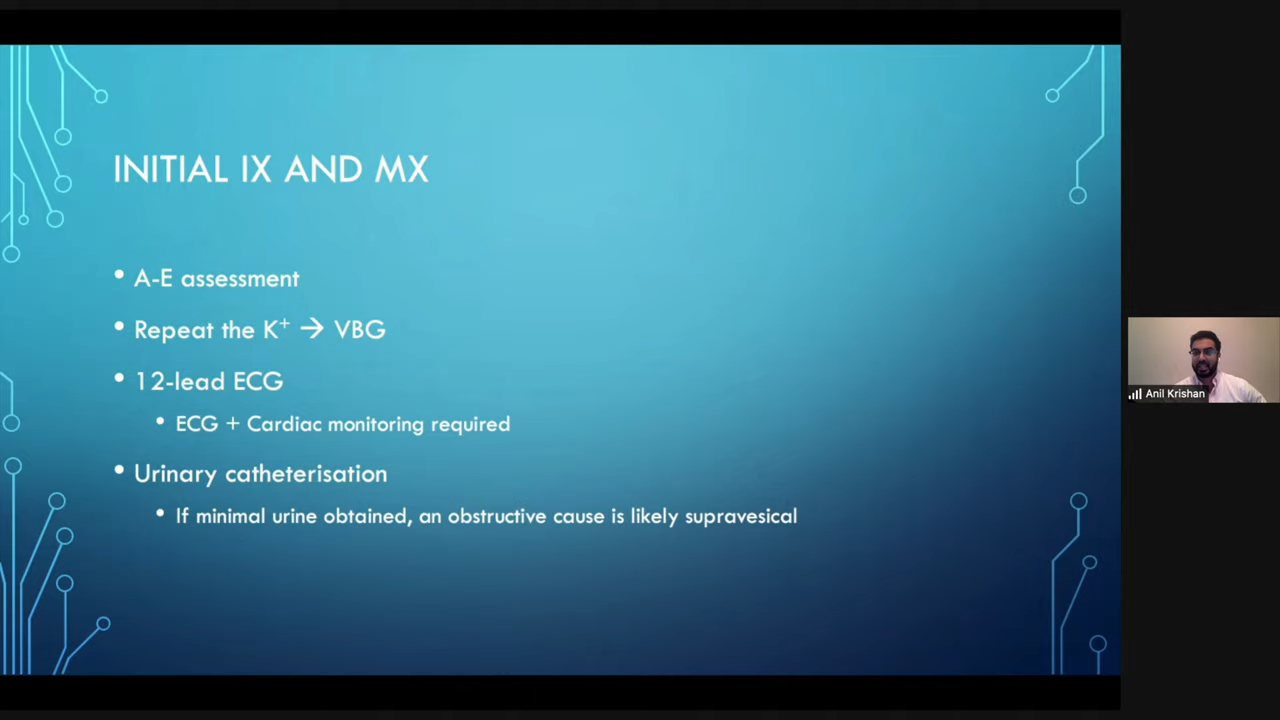 INITIAL IX AND MX
• A-E assessment
• Repeat the K⁺ → VBG
• 12-lead ECG
• ECG + Cardiac monitoring required
• Urinary catheterisation
• If minimal urine obtained, an obstructive cause is likely supravesical
Anil Krishan